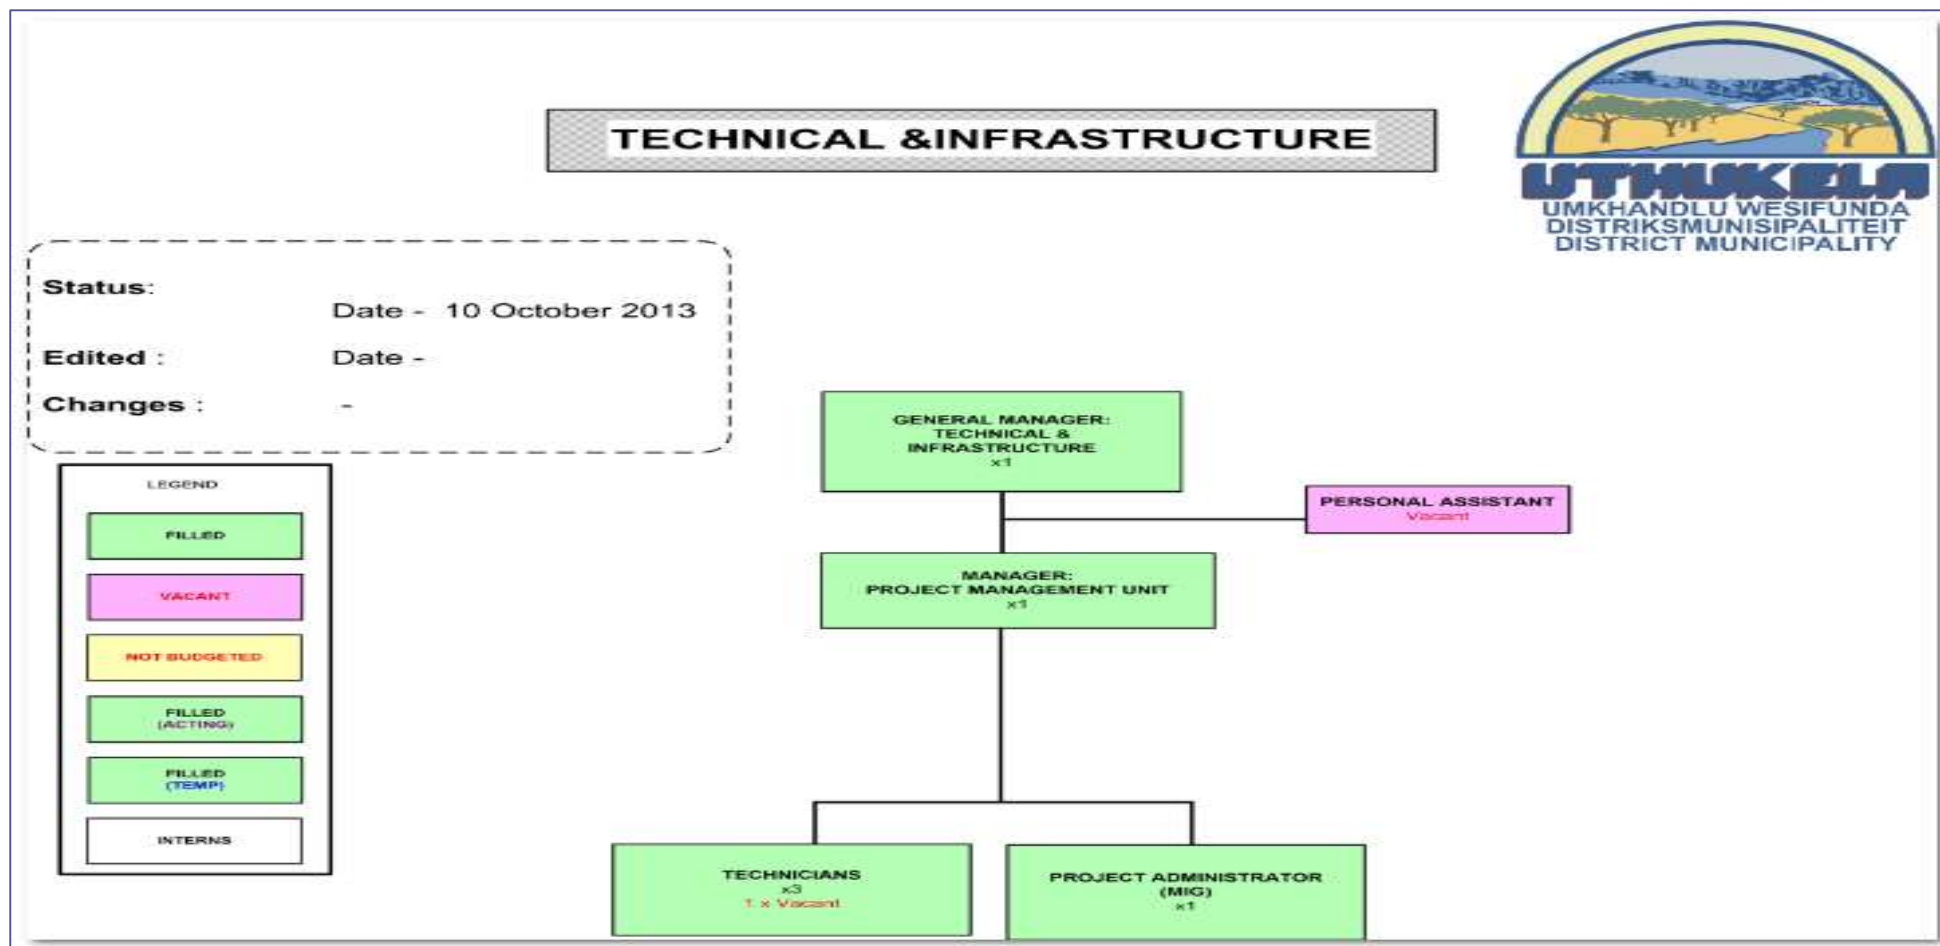 TECHNICAL &INFRASTRUCTURE
UTHUKELA
UMKHANDLU WESIFUNDA
DISTRIKSMUNISIPALITEIT
DISTRICT MUNICIPALITY
Status:
Date - 10 October 2013
Edited : Date -
Changes : -
LEGEND
FILLED
VACANT
NOT BUDGETED
FILLED
(ACTING)
FILLED
(TEMP)
INTERNS
GENERAL MANAGER:
TECHNICAL &
INFRASTRUCTURE
x1
PERSONAL ASSISTANT
Vacant
MANAGER:
PROJECT MANAGEMENT UNIT
x1
TECHNICIANS
x3
1 x Vacant
PROJECT ADMINISTRATOR
(MIG)
x1